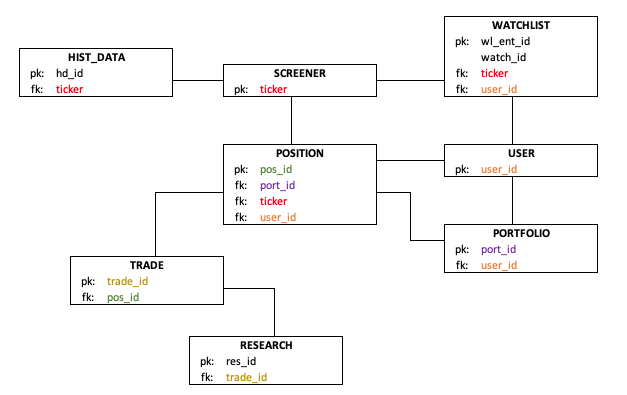 HIST_DATA
pk: hd_id
fk: ticker
SCREENER
pk: ticker
WATCHLIST
pk: wl_ent_id
watch_id
fk: ticker
fk: user_id
POSITION
pk: pos_id
fk: port_id
fk: ticker
fk: user_id
USER
pk: user_id
PORTFOLIO
pk: port_id
fk: user_id
TRADE
pk: trade_id
fk: pos_id
RESEARCH
pk: res_id
fk: trade_id